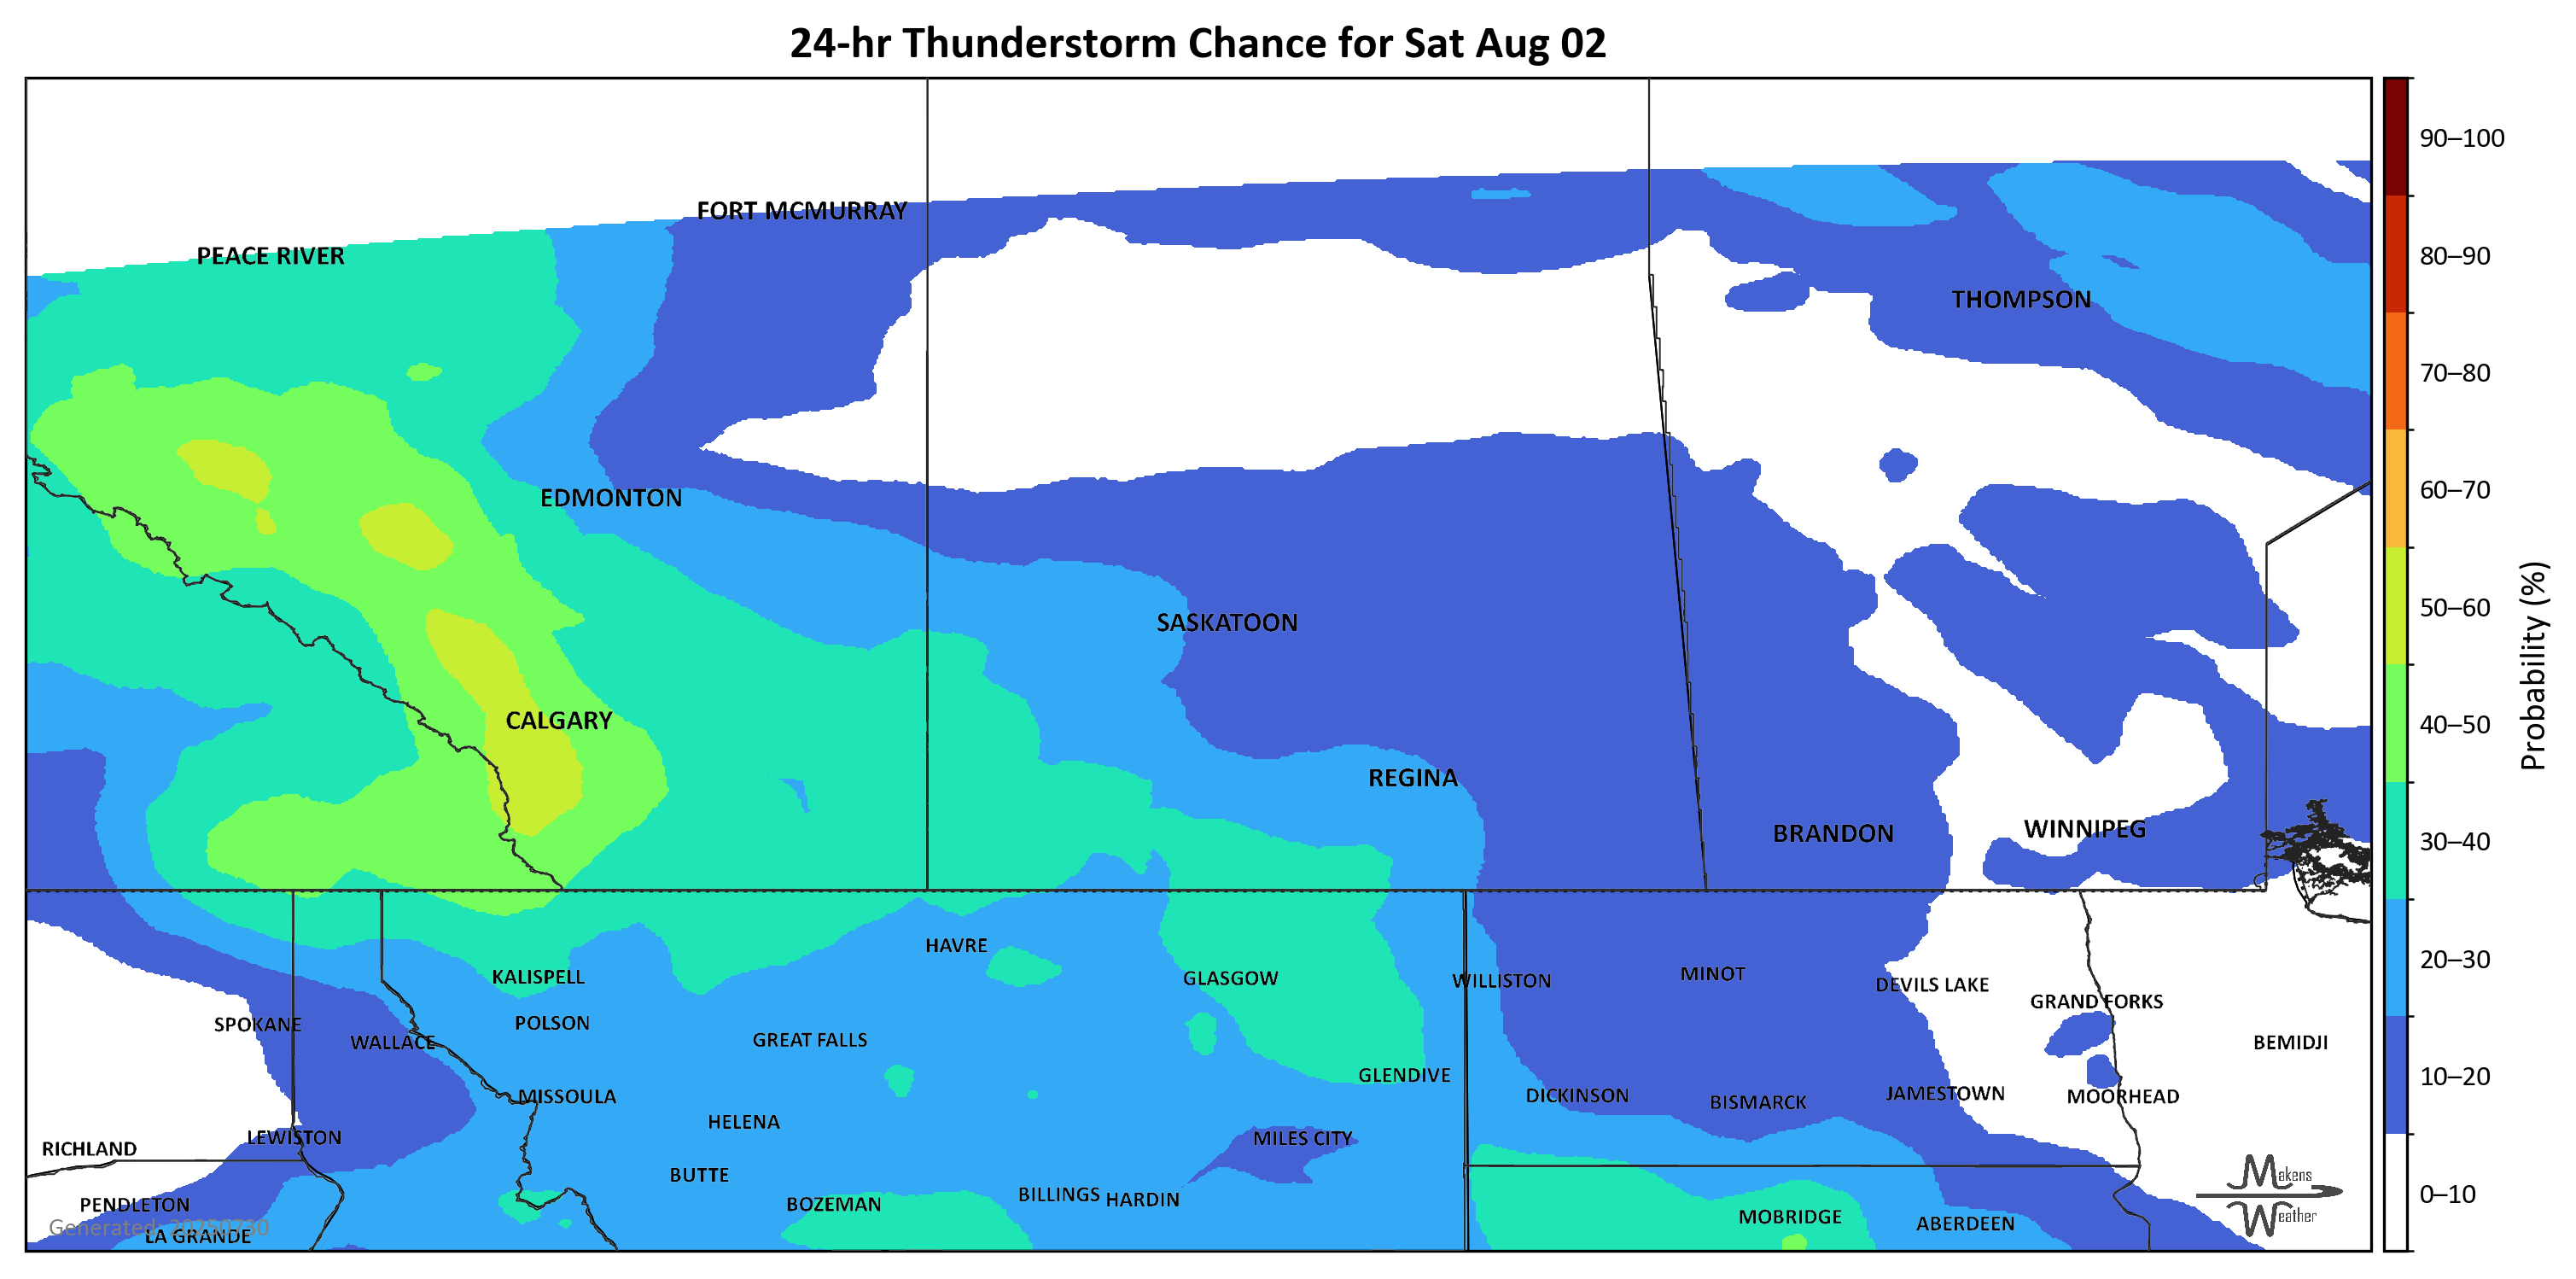 24-hr Thunderstorm Chance for Sat Aug 02
90–100
FORT MCMURRAY
PEACE RIVER
80–90
THOMPSON
70–80
EDMONTON
60–70
SASKATOON
50–60
Probability (%)
CALGARY
40–50
REGINA
BRANDON
WINNIPEG
30–40
HAVRE
20–30
KALISPELL
GLASGOW
WILLISTON
MINOT
DEVILS LAKE
GRAND FORKS
SPOKANE
POLSON
WALLACE
GREAT FALLS
BEMIDJI
GLENDIVE
10–20
MISSOULA
DICKINSON
BISMARCK
JAMESTOWN
MOORHEAD
HELENA
LEWISTON
MILES CITY
RICHLAND
BUTTE
Makens
BILLINGS
HARDIN
0–10
PENDLETON
BOZEMAN
MOBRIDGE
ABERDEEN
Weather
Generated: 20250730
LA GRANDE